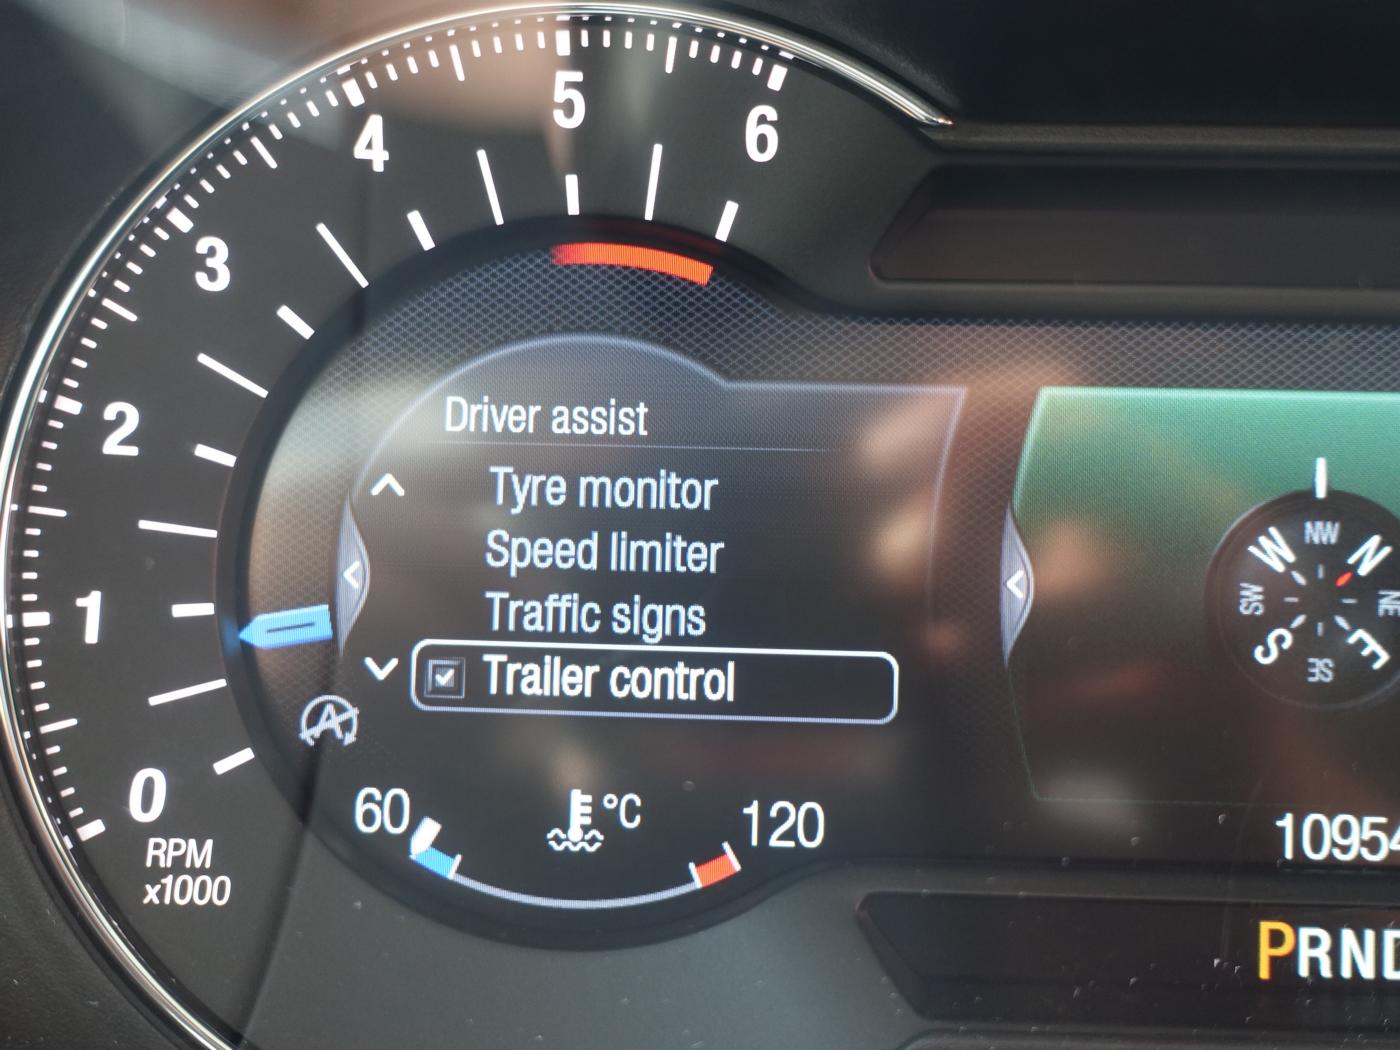 0
1
2
3
4
5
6
RPM
x1000
Driver assist
Tyre monitor
Speed limiter
Traffic signs
Trailer control
A
60
°C
120
NW
N
NE
E
SE
S
SW
W
10954
PRND